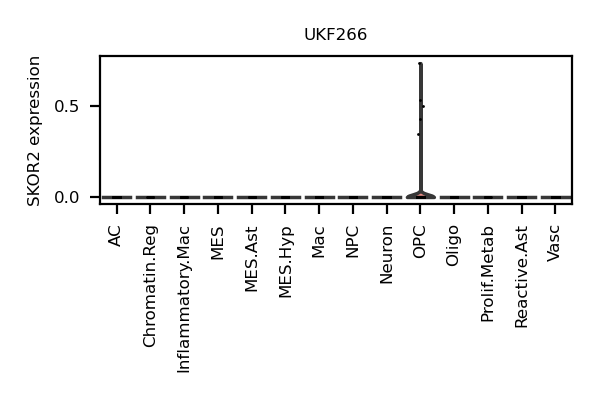 UKF266
SKOR2 expression
0.5
0.0
AC
Chromatin.Reg
Inflammatory.Mac
MES
MES.Ast
MES.Hyp
Mac
NPC
Neuron
OPC
Oligo
Prolif.Metab
Reactive.Ast
Vasc